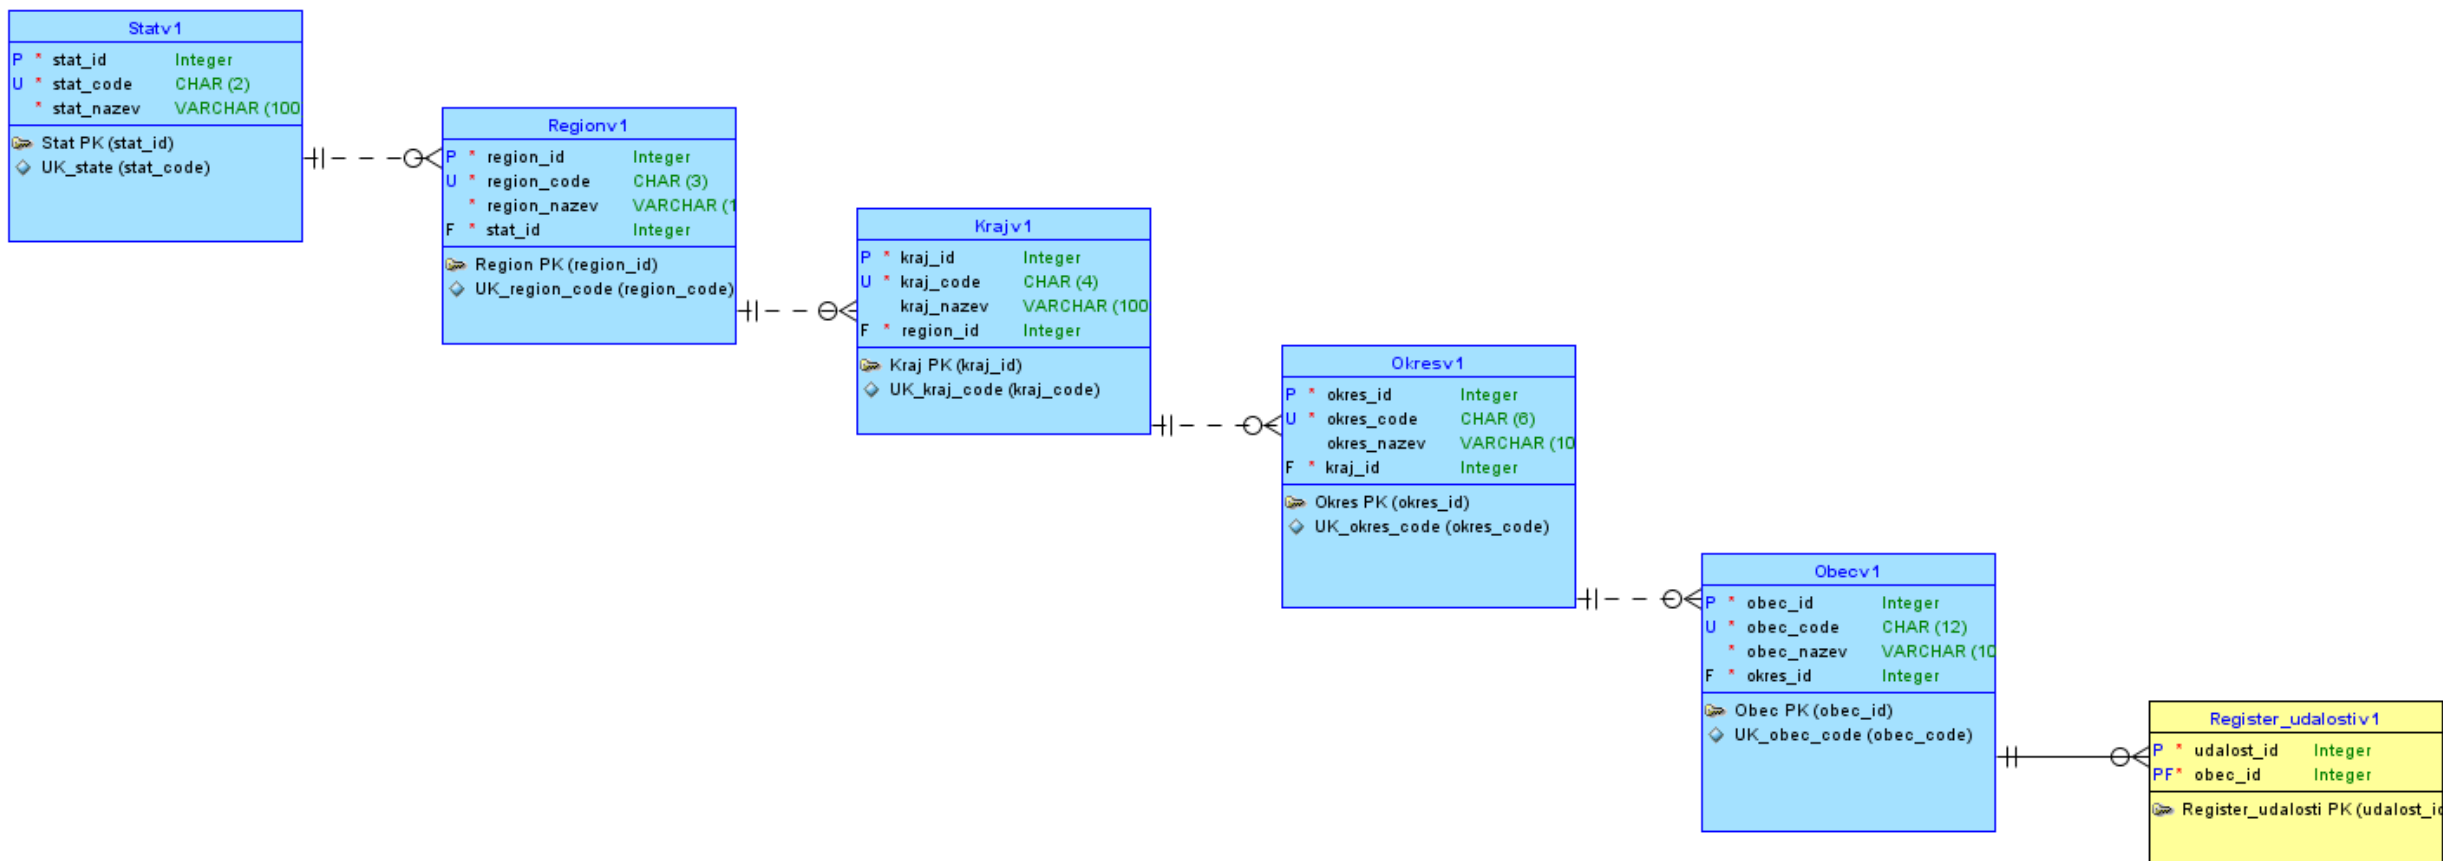 Statv1
P * stat_id Integer
U * stat_code CHAR (2)
* stat_nazev VARCHAR (100
Stat PK (stat_id)
UK_state (stat_code)
Regionv1
P * region_id Integer
U * region_code CHAR (3)
* region_nazev VARCHAR (1
F * stat_id Integer
Region PK (region_id)
UK_region_code (region_code)
Krajv1
P * kraj_id Integer
U * kraj_code CHAR (4)
kraj_nazev VARCHAR (100
F * region_id Integer
Kraj PK (kraj_id)
UK_kraj_code (kraj_code)
Okresv1
P * okres_id Integer
U * okres_code CHAR (6)
okres_nazev VARCHAR (10
F * kraj_id Integer
Okres PK (okres_id)
UK_okres_code (okres_code)
Obecv1
P * obec_id Integer
U * obec_code CHAR (12)
* obec_nazev VARCHAR (10
F * okres_id Integer
Obec PK (obec_id)
UK_obec_code (obec_code)
Register_udalostiv1
P * udalost_id Integer
PF* obec_id Integer
Register_udalosti PK (udalost_id